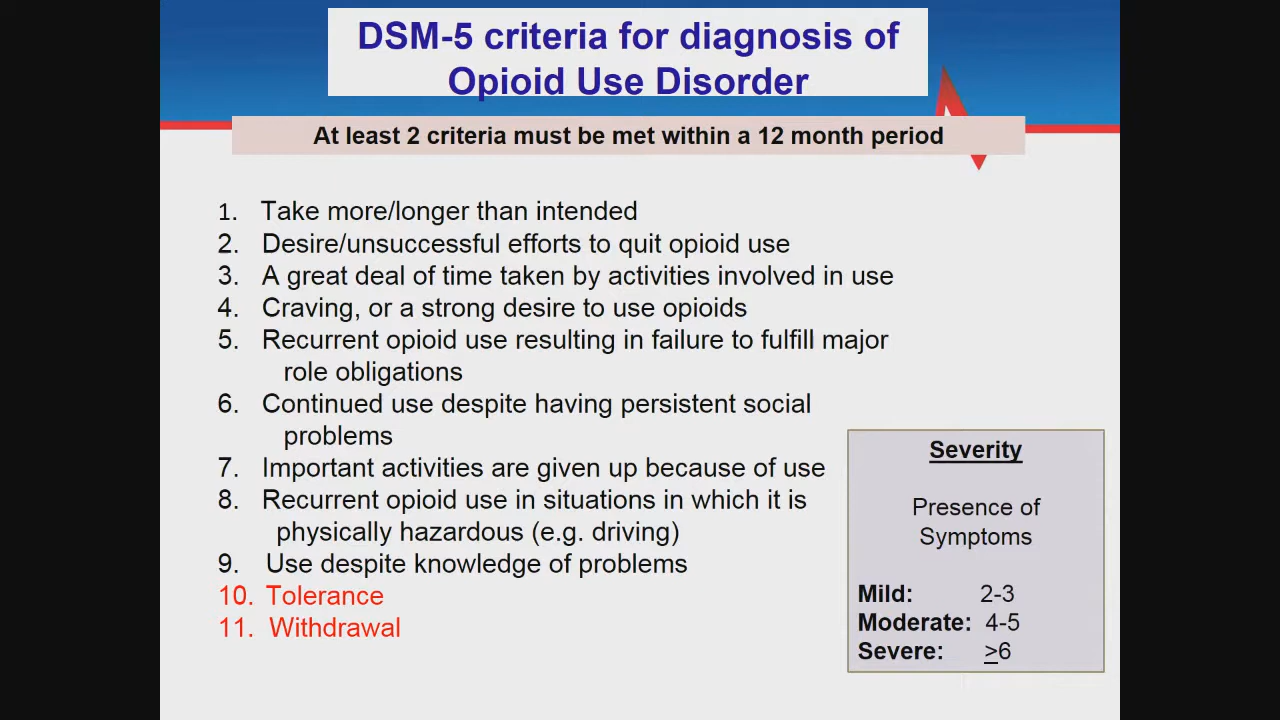 DSM-5 criteria for diagnosis of
Opioid Use Disorder
At least 2 criteria must be met within a 12 month period
1. Take more/longer than intended
2. Desire/unsuccessful efforts to quit opioid use
3. A great deal of time taken by activities involved in use
4. Craving, or a strong desire to use opioids
5. Recurrent opioid use resulting in failure to fulfill major
role obligations
6. Continued use despite having persistent social
problems
7. Important activities are given up because of use
8. Recurrent opioid use in situations in which it is
physically hazardous (e.g. driving)
9. Use despite knowledge of problems
10. Tolerance
11. Withdrawal
Severity
Presence of
Symptoms
Mild: 2-3
Moderate: 4-5
Severe: >6